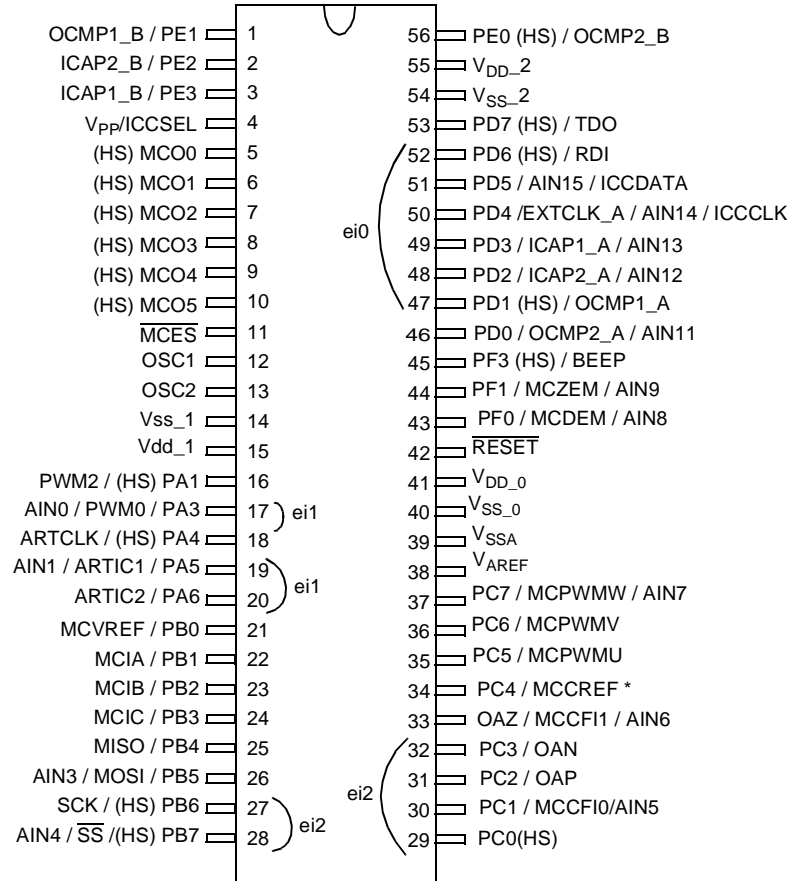 OCMP1_B / PE1 1
ICAP2_B / PE2 2
ICAP1_B / PE3 3
VPP/ICCSEL 4
(HS) MCO0 5
(HS) MCO1 6
(HS) MCO2 7
(HS) MCO3 8
(HS) MCO4 9
(HS) MCO5 10
MCES 11
OSC1 12
OSC2 13
Vss_1 14
Vdd_1 15
PWM2 / (HS) PA1 16
AIN0 / PWM0 / PA3 17
ei1
ARTCLK / (HS) PA4 18
AIN1 / ARTIC1 / PA5 19
ei1
ARTIC2 / PA6 20
MCVREF / PB0 21
MCIA / PB1 22
MCIB / PB2 23
MCIC / PB3 24
MISO / PB4 25
AIN3 / MOSI / PB5 26
SCK / (HS) PB6 27
ei2
AIN4 / SS /(HS) PB7 28
56 PE0 (HS) / OCMP2_B
55 VDD_2
54 VSS_2
53 PD7 (HS) / TDO
52 PD6 (HS) / RDI
51 PD5 / AIN15 / ICCDATA
50 PD4 /EXTCLK_A / AIN14 / ICCCLK
ei0
49 PD3 / ICAP1_A / AIN13
48 PD2 / ICAP2_A / AIN12
47 PD1 (HS) / OCMP1_A
46 PD0 / OCMP2_A / AIN11
45 PF3 (HS) / BEEP
44 PF1 / MCZEM / AIN9
43 PF0 / MCDEM / AIN8
42 RESET
41 VDD_0
40 VSS_0
39 VSSA
38 VAREF
37 PC7 / MCPWMW / AIN7
36 PC6 / MCPWMV
35 PC5 / MCPWMU
34 PC4 / MCCREF *
33 OAZ / MCCFI1 / AIN6
32 PC3 / OAN
31 PC2 / OAP
ei2
30 PC1 / MCCFI0/AIN5
29 PC0(HS)